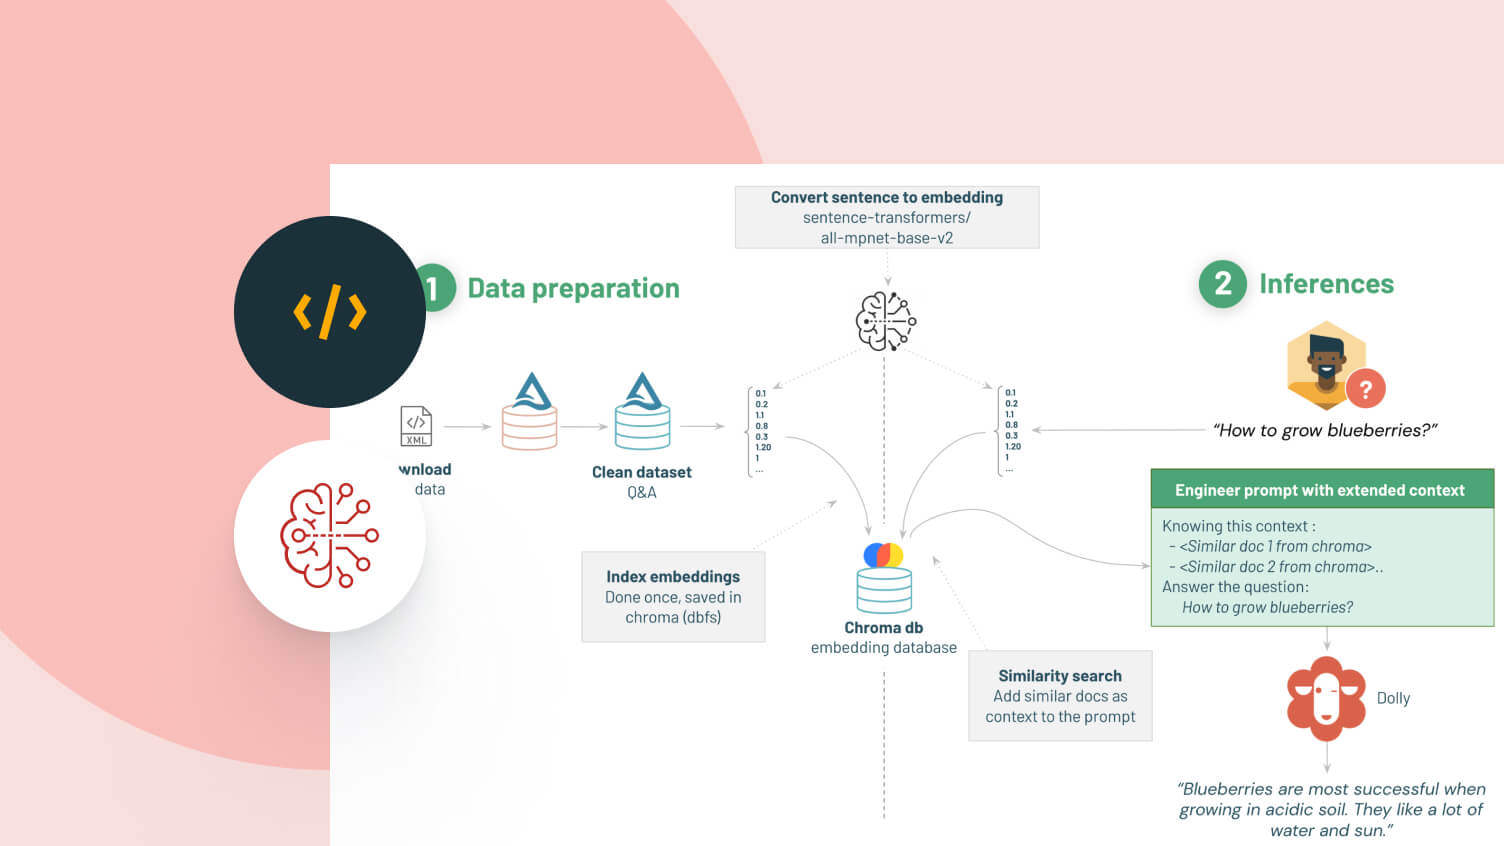 Convert sentence to embedding
sentence-transformers/
all-mpnet-base-v2
</>
1 Data preparation
XML
wnload
data
Clean dataset
Q&A
0.1
0.2
1.1
0.8
0.3
1.20
1
...
Index embeddings
Done once, saved in
chroma (dbfs)
0.1
0.2
1.1
0.8
0.3
1.20
1
...
Chroma db
embedding database
Similarity search
Add similar docs as
context to the prompt
2 Inferences
?
“How to grow blueberries?”
Engineer prompt with extended context
Knowing this context :
- <Similar doc 1 from chroma>
- <Similar doc 2 from chroma>..
Answer the question:
How to grow blueberries?
Dolly
“Blueberries are most successful when
growing in acidic soil. They like a lot of
water and sun.”